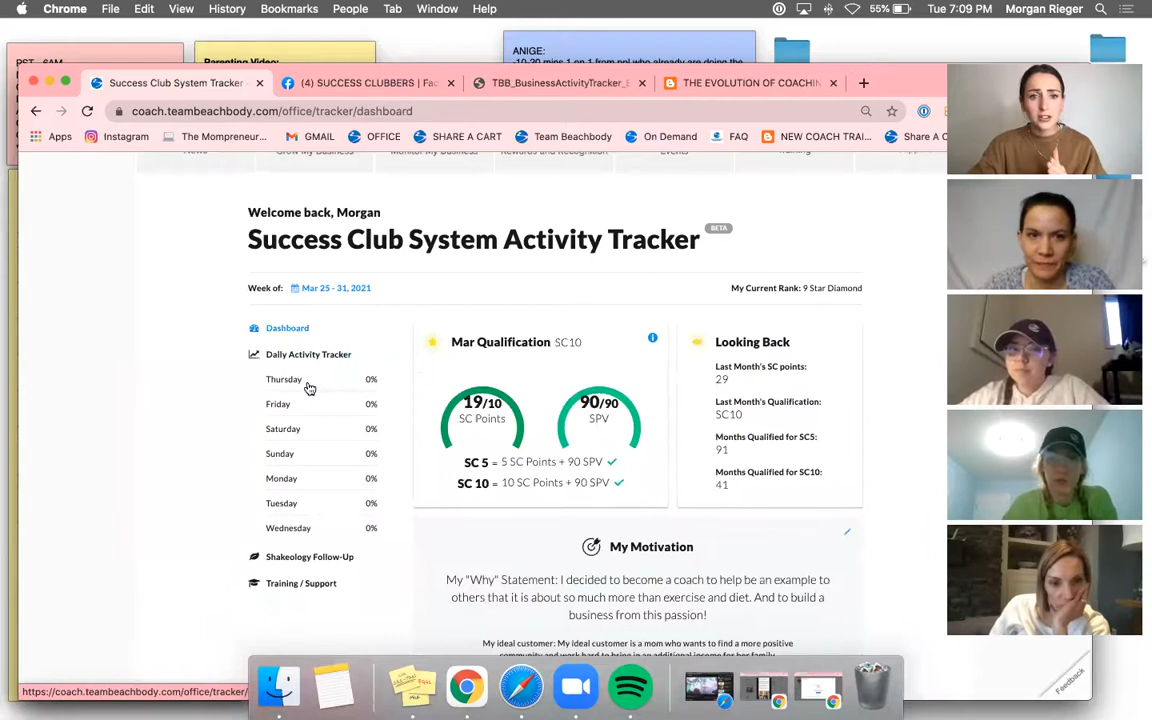 Chrome File Edit View History Bookmarks People Tab Window Help 55% Tue 7:09 PM Morgan Rieger
Parenting Video:
ANIGE:
Success Club System Tracker
(4) SUCCESS CLUBBERS | Fac
TBB_BusinessActivityTracker_E
THE EVOLUTION OF COACHIN
coach.teambeachbody.com/office/tracker/dashboard
Apps Instagram The Mompreneur... GMAIL OFFICE SHARE A CART Team Beachbody On Demand FAQ NEW COACH TRAI... Share A C
Welcome back, Morgan
Success Club System Activity Tracker BETA
Week of: Mar 25 - 31, 2021 My Current Rank: 9 Star Diamond
Dashboard
Daily Activity Tracker
Thursday 0%
Friday 0%
Saturday 0%
Sunday 0%
Monday 0%
Tuesday 0%
Wednesday 0%
Shakeology Follow-Up
Training / Support
Mar Qualification SC10
19/10
SC Points
90/90
SPV
SC 5 = 5 SC Points + 90 SPV
SC 10 = 10 SC Points + 90 SPV
Looking Back
Last Month's SC points:
29
Last Month's Qualification:
SC10
Months Qualified for SC5:
91
Months Qualified for SC10:
41
My Motivation
My "Why" Statement: I decided to become a coach to help be an example to
others that it is about so much more than exercise and diet. And to build a
business from this passion!
My ideal customer: My ideal customer is a mom who wants to find a more positive
Feedback
https://coach.teambeachbody.com/office/tracker/